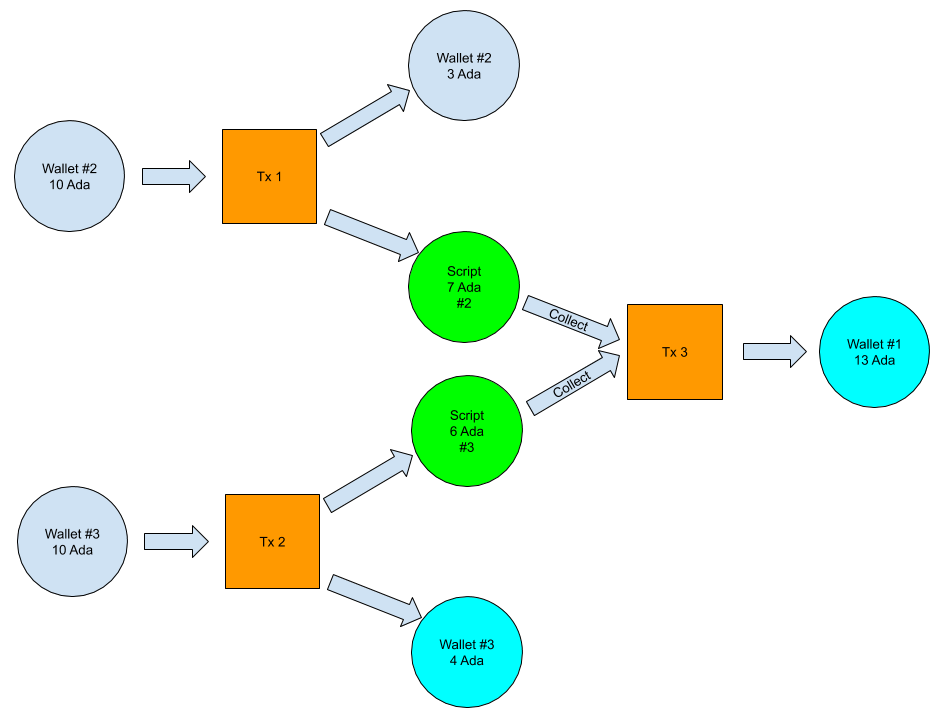 Wallet #2
3 Ada
Wallet #2
10 Ada
Tx 1
Script
7 Ada
#2
Collect
Tx 3
Wallet #1
13 Ada
Collect
Script
6 Ada
#3
Wallet #3
10 Ada
Tx 2
Wallet #3
4 Ada